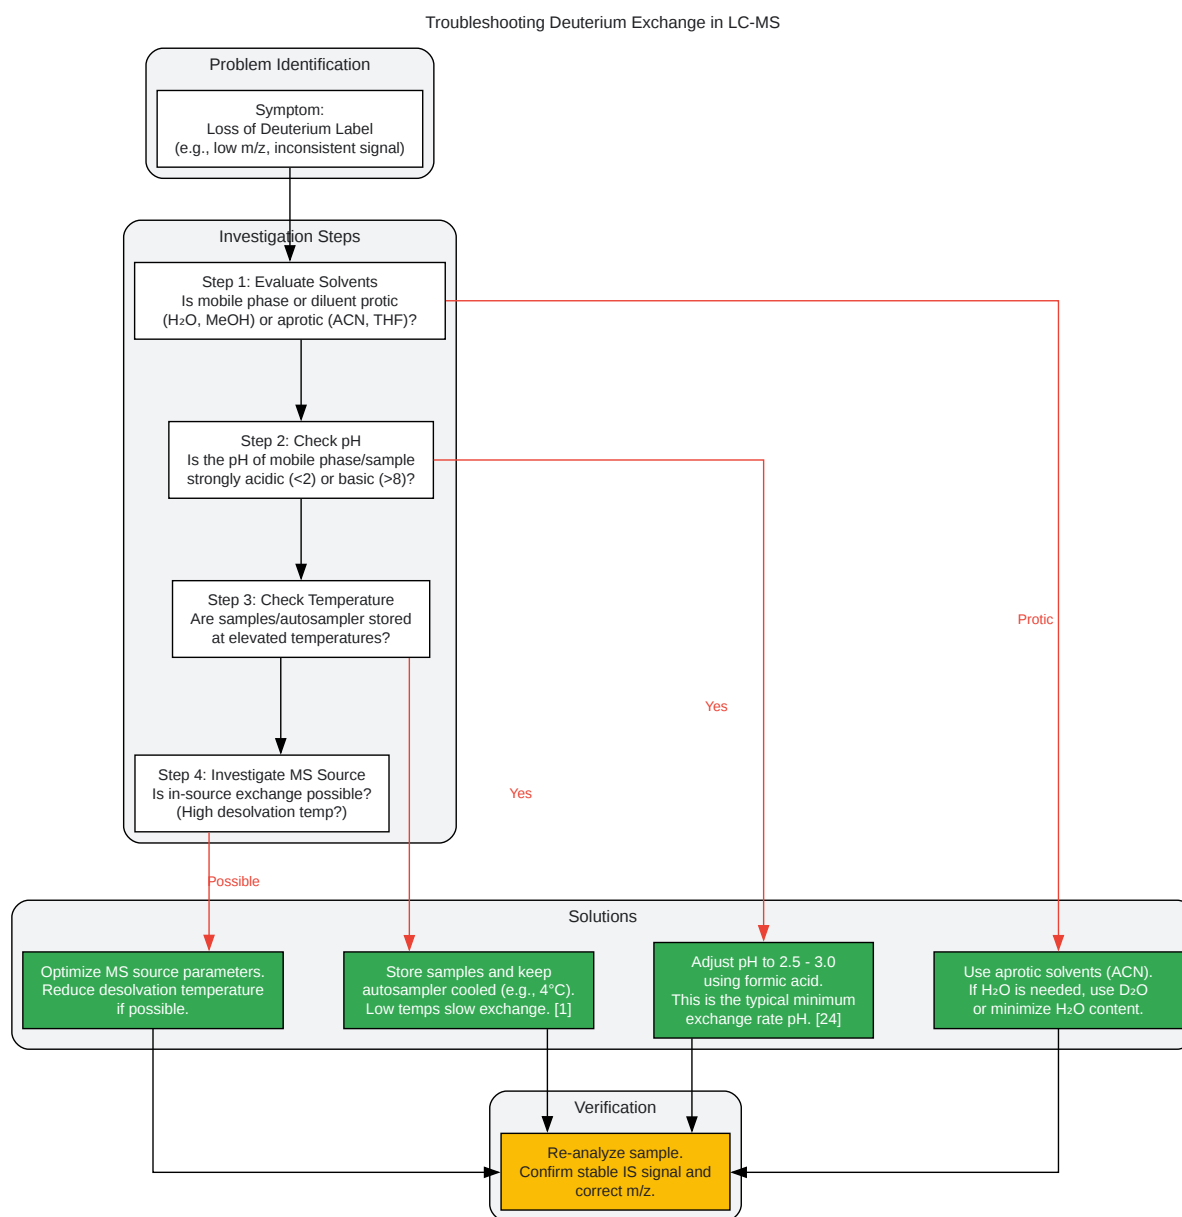 Troubleshooting Deuterium Exchange in LC-MS
Problem Identification
Symptom:
Loss of Deuterium Label
(e.g., low m/z, inconsistent signal)
Investigation Steps
Step 1: Evaluate Solvents
Is mobile phase or diluent protic
(H₂O, MeOH) or aprotic (ACN, THF)?
Step 2: Check pH
Is the pH of mobile phase/sample
strongly acidic (<2) or basic (>8)?
Step 3: Check Temperature
Are samples/autosampler stored
at elevated temperatures?
Protic
Yes
Step 4: Investigate MS Source
Is in-source exchange possible?
(High desolvation temp?)
Yes
Possible
Solutions
Optimize MS source parameters.
Reduce desolvation temperature
if possible.
Store samples and keep
autosampler cooled (e.g., 4°C).
Low temps slow exchange. [1]
Adjust pH to 2.5 - 3.0
using formic acid.
This is the typical minimum
exchange rate pH. [24]
Use aprotic solvents (ACN).
If H₂O is needed, use D₂O
or minimize H₂O content.
Verification
Re-analyze sample.
Confirm stable IS signal and
correct m/z.